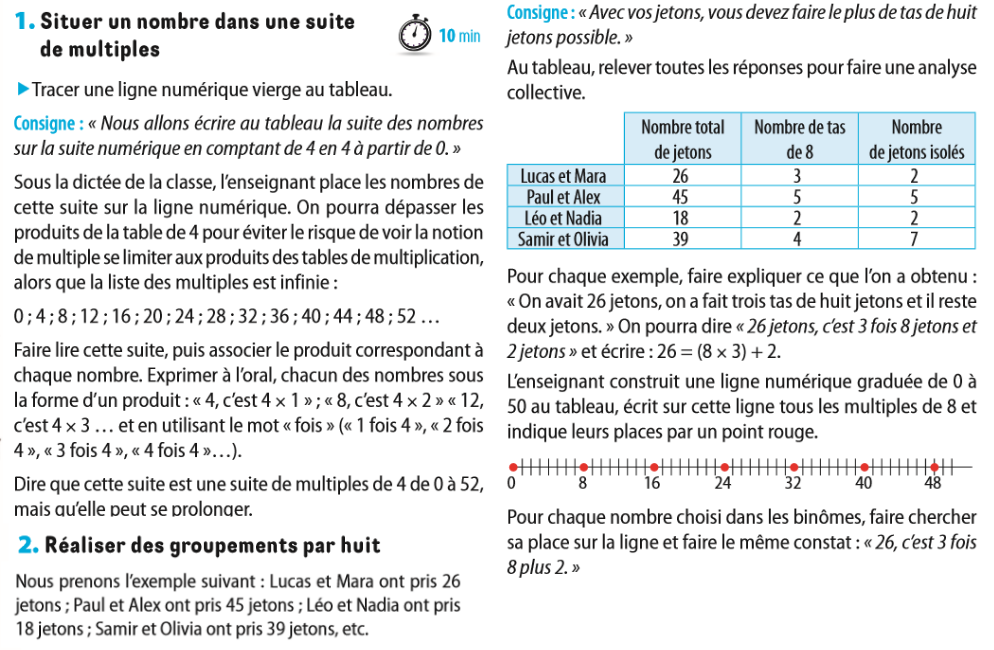 1. Situer un nombre dans une suite
de multiples
10 min
▶Tracer une ligne numérique vierge au tableau.
Consigne : « Nous allons écrire au tableau la suite des nombres
sur la suite numérique en comptant de 4 en 4 à partir de 0. »
Sous la dictée de la classe, l'enseignant place les nombres de
cette suite sur la ligne numérique. On pourra dépasser les
produits de la table de 4 pour éviter le risque de voir la notion
de multiple se limiter aux produits des tables de multiplication,
alors que la liste des multiples est infinie :
0 ; 4 ; 8 ; 12 ; 16 ; 20 ; 24 ; 28 ; 32 ; 36 ; 40 ; 44 ; 48 ; 52 …
Faire lire cette suite, puis associer le produit correspondant à
chaque nombre. Exprimer à l'oral, chacun des nombres sous
la forme d'un produit : « 4, c'est 4 × 1 » ; « 8, c'est 4 × 2 » « 12,
c'est 4 × 3 … et en utilisant le mot « fois » (« 1 fois 4 », « 2 fois
4 », « 3 fois 4 », « 4 fois 4 »…).
Dire que cette suite est une suite de multiples de 4 de 0 à 52,
mais qu'elle peut se prolonger.
2. Réaliser des groupements par huit
Nous prenons l'exemple suivant : Lucas et Mara ont pris 26
jetons ; Paul et Alex ont pris 45 jetons ; Léo et Nadia ont pris
18 jetons ; Samir et Olivia ont pris 39 jetons, etc.
Consigne : « Avec vos jetons, vous devez faire le plus de tas de huit
jetons possible. »
Au tableau, relever toutes les réponses pour faire une analyse
collective.
Nombre total Nombre de tas Nombre
de jetons de 8 de jetons isolés
Lucas et Mara 26 3 2
Paul et Alex 45 5 5
Léo et Nadia 18 2 2
Samir et Olivia 39 4 7
Pour chaque exemple, faire expliquer ce que l'on a obtenu :
« On avait 26 jetons, on a fait trois tas de huit jetons et il reste
deux jetons. » On pourra dire « 26 jetons, c'est 3 fois 8 jetons et
2 jetons » et écrire : 26 = (8 × 3) + 2.
L'enseignant construit une ligne numérique graduée de 0 à
50 au tableau, écrit sur cette ligne tous les multiples de 8 et
indique leurs places par un point rouge.
0 8 16 24 32 40 48
Pour chaque nombre choisi dans les binômes, faire chercher
sa place sur la ligne et faire le même constat : « 26, c'est 3 fois
8 plus 2. »